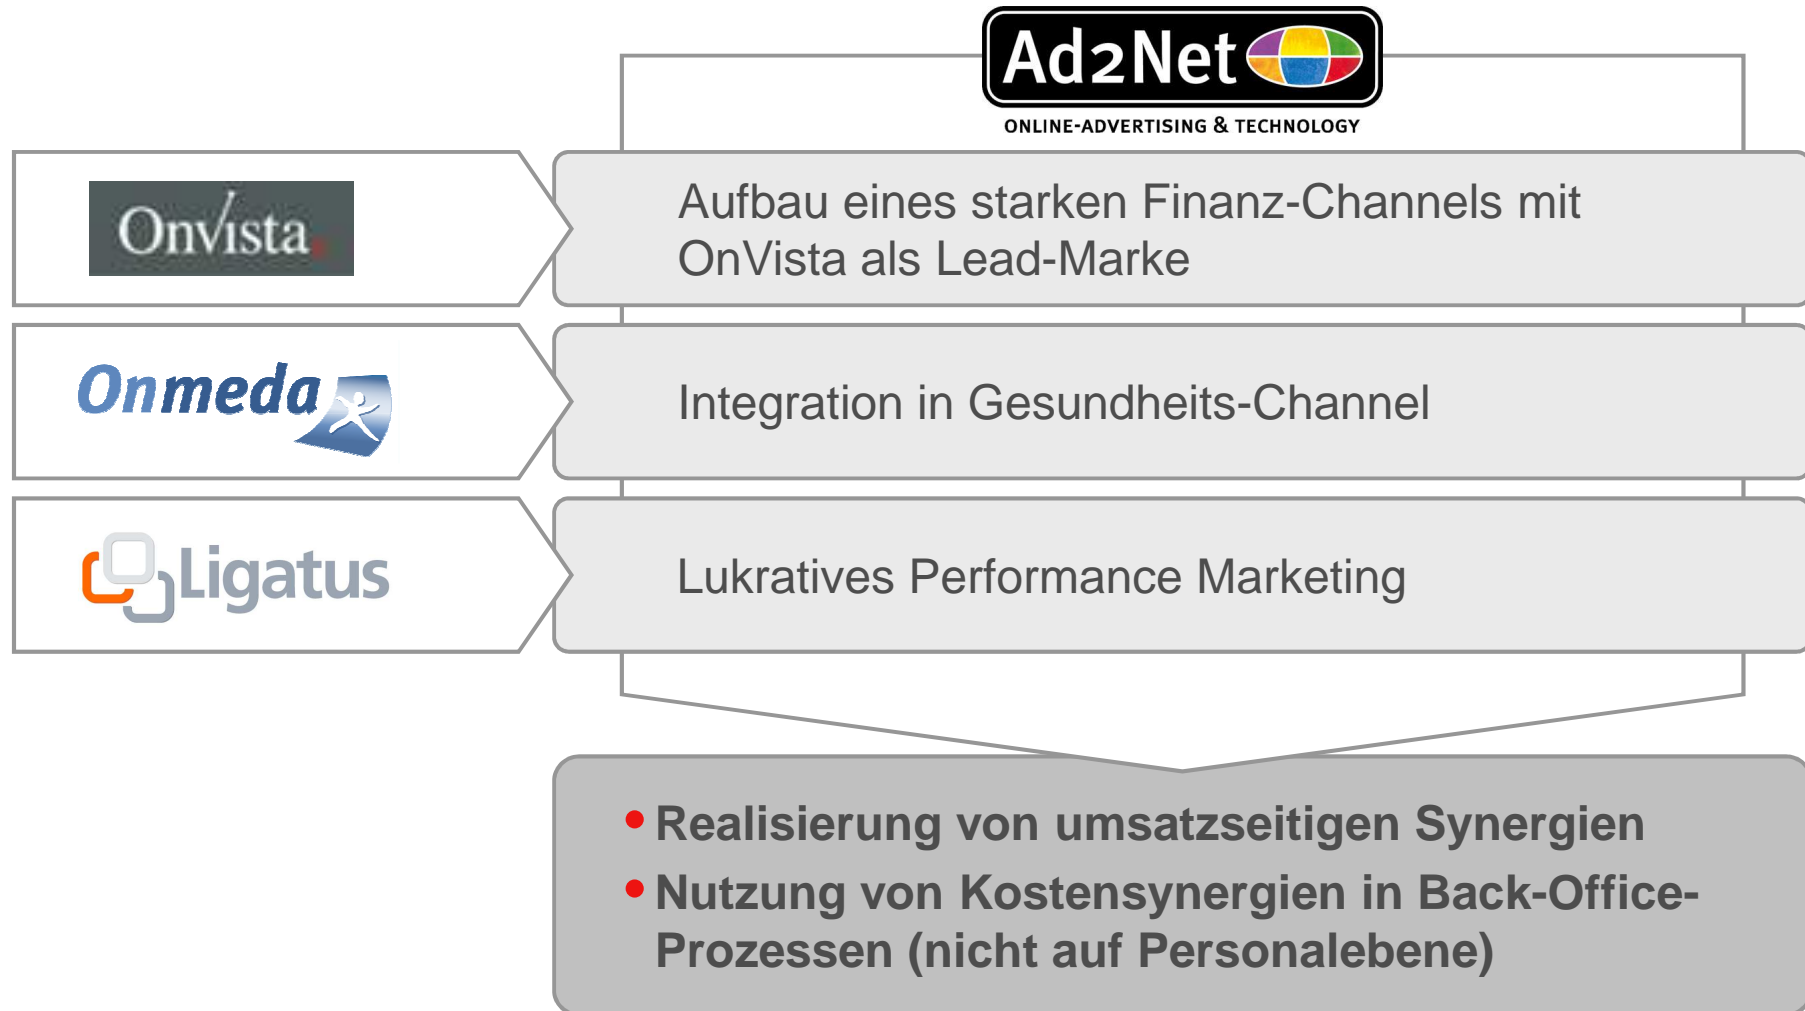 Ad2Net
ONLINE-ADVERTISING & TECHNOLOGY
OnVista
Aufbau eines starken Finanz-Channels mit
OnVista als Lead-Marke
Onmeda
Integration in Gesundheits-Channel
Ligatus
Lukratives Performance Marketing
• Realisierung von umsatzseitigen Synergien
• Nutzung von Kostensynergien in Back-Office-
Prozessen (nicht auf Personalebene)